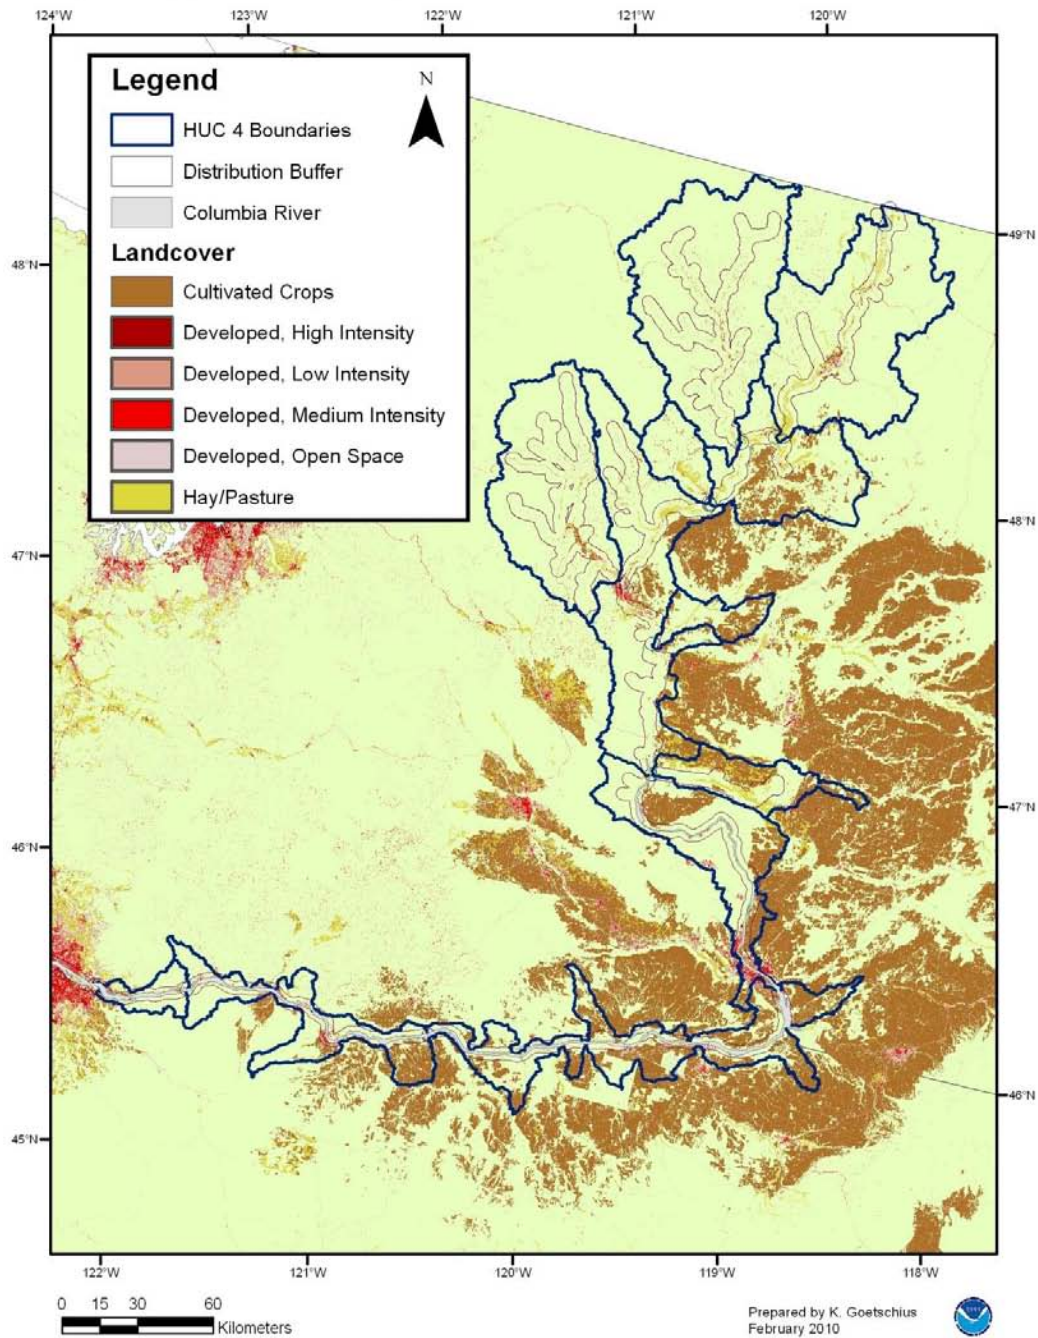 124°W 123°W 122°W 121°W 120°W
Legend
N
HUC 4 Boundaries
Distribution Buffer
Columbia River
Landcover
Cultivated Crops
Developed, High Intensity
Developed, Low Intensity
Developed, Medium Intensity
Developed, Open Space
Hay/Pasture
49°N
48°N
48°N
47°N
47°N
46°N
46°N
45°N
122°W 121°W 120°W 119°W 118°W
0 15 30 60
Kilometers
Prepared by K. Goetschius
February 2010